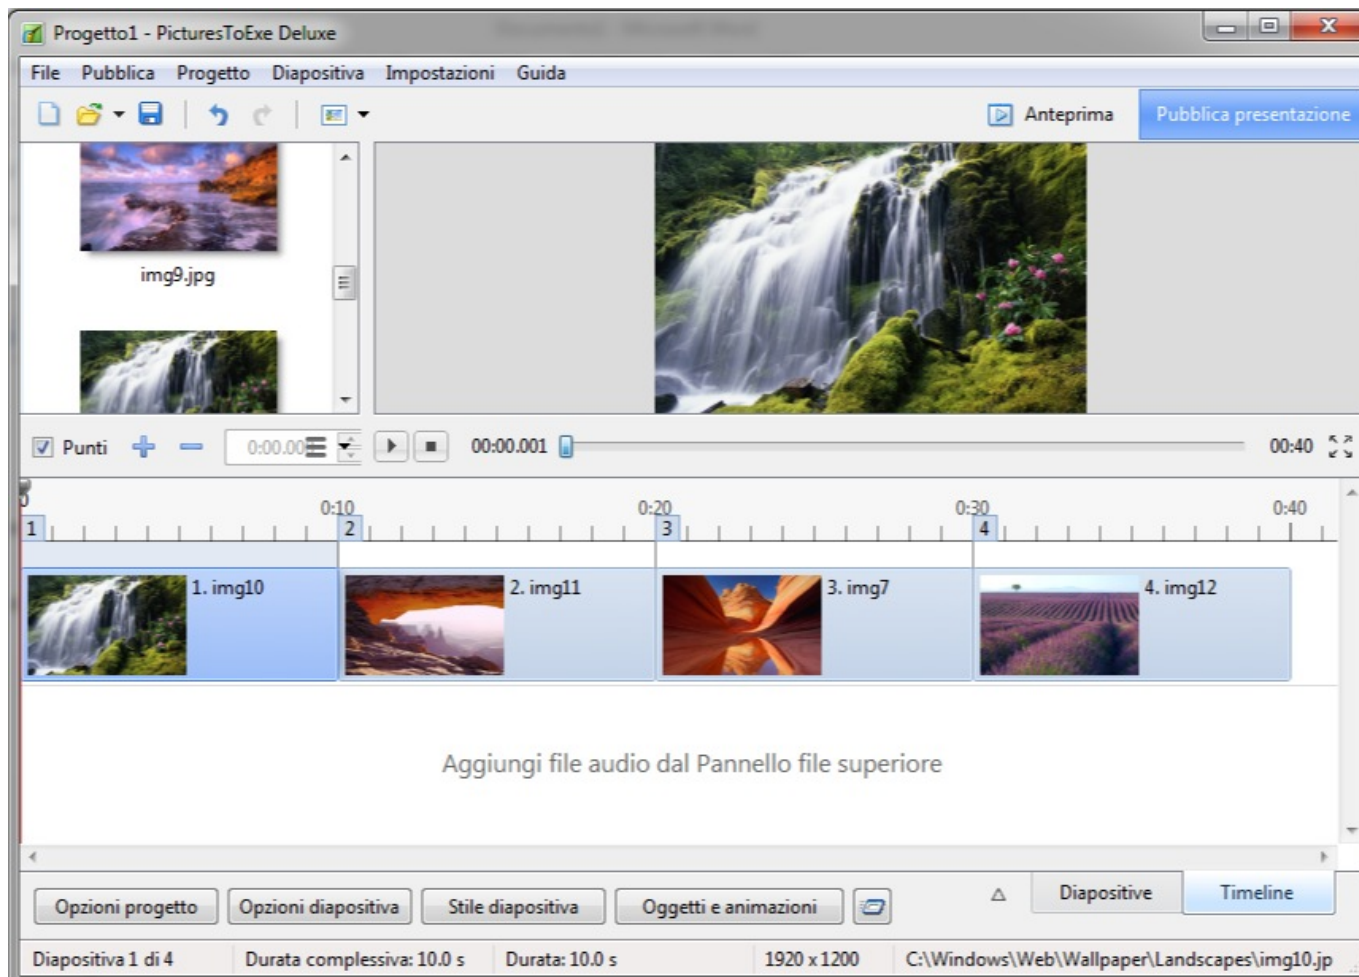 Progetto1 - PicturesToExe Deluxe
File Pubblica Progetto Diapositiva Impostazioni Guida
Anteprima Pubblica presentazione
img9.jpg
Punti 0:00.00 00:00.001 00:40
0 0:10 0:20 0:30 0:40
1 2 3 4
1. img10 2. img11 3. img7 4. img12
Aggiungi file audio dal Pannello file superiore
Opzioni progetto Opzioni diapositiva Stile diapositiva Oggetti e animazioni Diapositive Timeline
Diapositiva 1 di 4 Durata complessiva: 10.0 s Durata: 10.0 s 1920 x 1200 C:\Windows\Web\Wallpaper\Landscapes\img10.jp